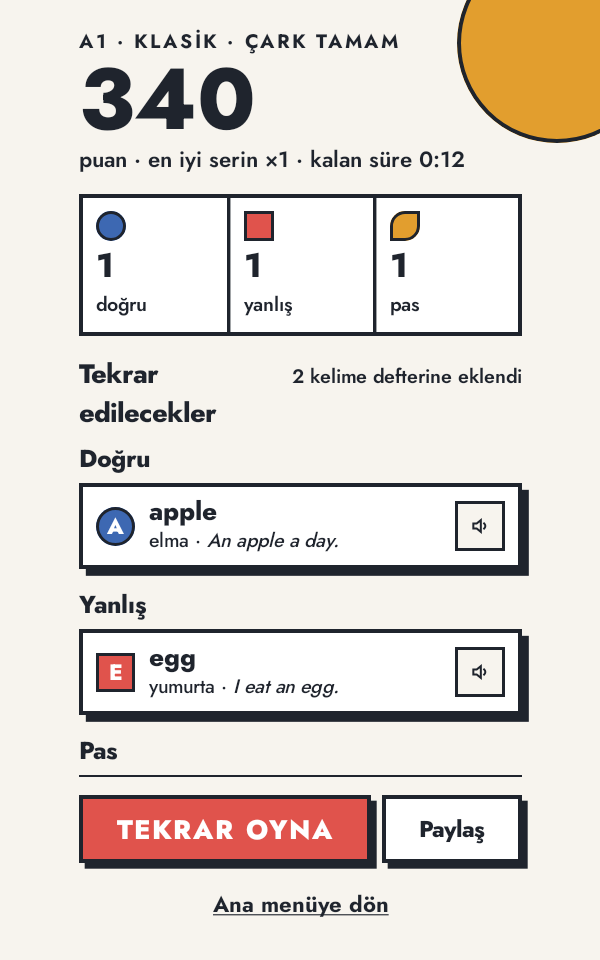 A1 · KLASİK · ÇARK TAMAM
340
puan · en iyi serin ×1 · kalan süre 0:12
1
doğru
1
yanlış
1
pas
Tekrar edilecekler
2 kelime defterine eklendi
Doğru
A
apple
elma · An apple a day.
Yanlış
E
egg
yumurta · I eat an egg.
Pas
TEKRAR OYNA
Paylaş
Ana menüye dön